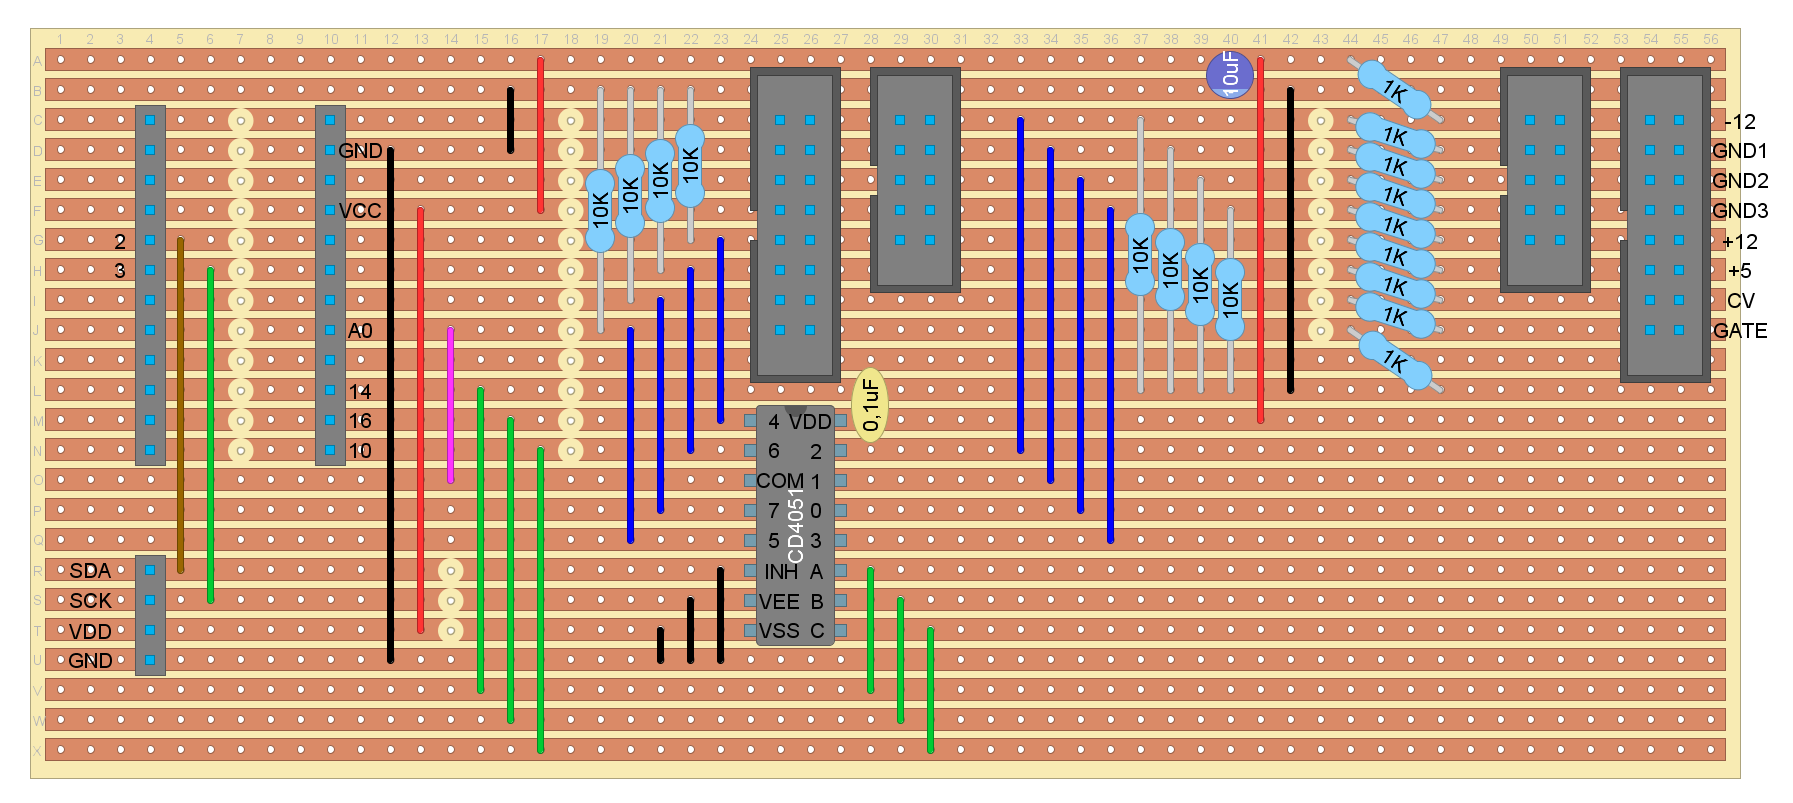 1 2 3 4 5 6 7 8 9 10 11 12 13 14 15 16 17 18 19 20 21 22 23 24 25 26 27 28 29 30 31 32 33 34 35 36 37 38 39 40 41 42 43 44 45 46 47 48 49 50 51 52 53 54 55 56
A
10uF
B
1K
C
-12
1K
D
GND
10K
10K
10K
10K
GND1
1K
E
GND2
1K
F
VCC
GND3
1K
G
2
+12
10K
10K
10K
10K
1K
H
3
+5
1K
I
CV
1K
J
A0
GATE
K
1K
L
14
0,1uF
M
16
4 VDD
N
10
6 2
O
COM 1
P
7 0
CD4051
Q
5 3
R
SDA
INH A
S
SCK
VEE B
T
VDD
VSS C
U
GND
V
W
X